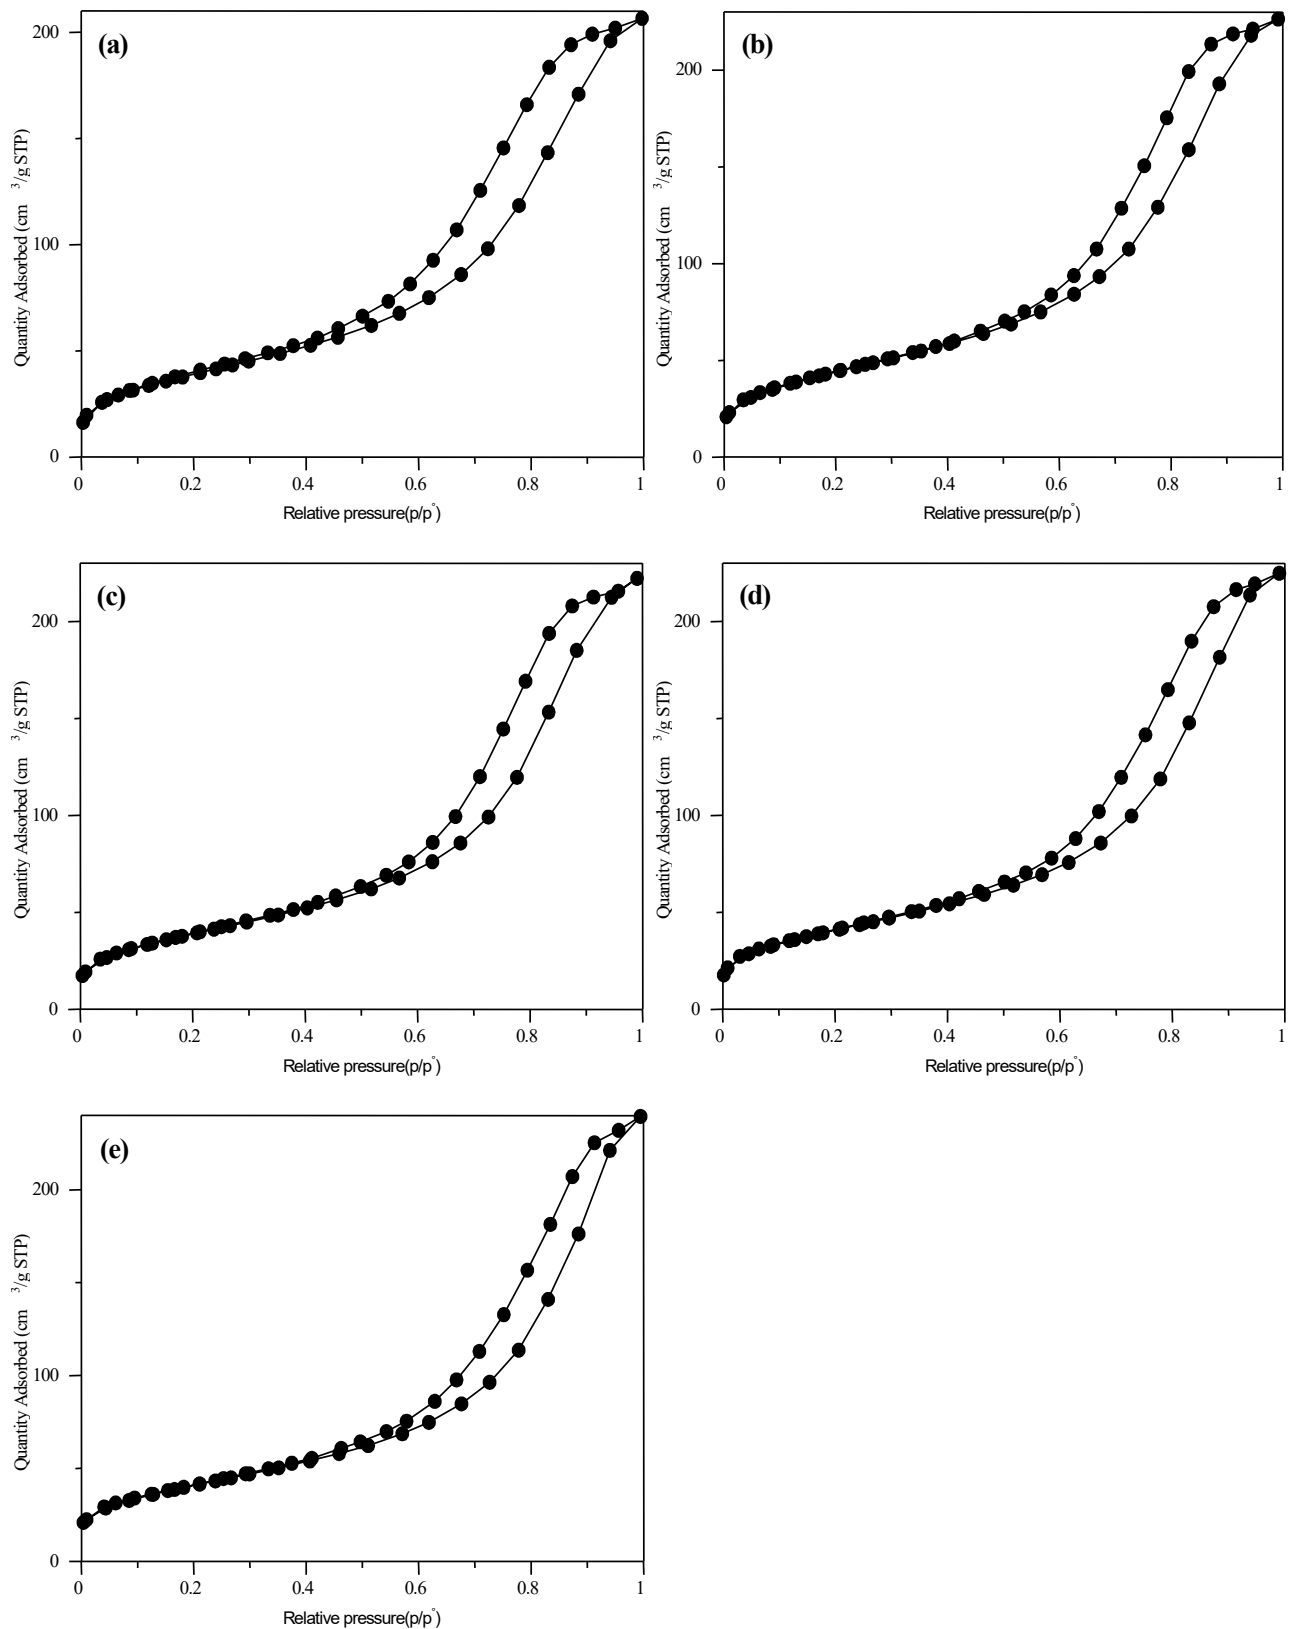 (a)
200
100
0
Quantity Adsorbed (cm 3/g STP)
0 0.2 0.4 0.6 0.8 1
Relative pressure(p/p°)
(b)
200
100
0
Quantity Adsorbed (cm 3/g STP)
0 0.2 0.4 0.6 0.8 1
Relative pressure(p/p°)
(c)
200
100
0
Quantity Adsorbed (cm 3/g STP)
0 0.2 0.4 0.6 0.8 1
Relative pressure(p/p°)
(d)
200
100
0
Quantity Adsorbed (cm 3/g STP)
0 0.2 0.4 0.6 0.8 1
Relative pressure(p/p°)
(e)
200
100
0
Quantity Adsorbed (cm 3/g STP)
0 0.2 0.4 0.6 0.8 1
Relative pressure(p/p°)